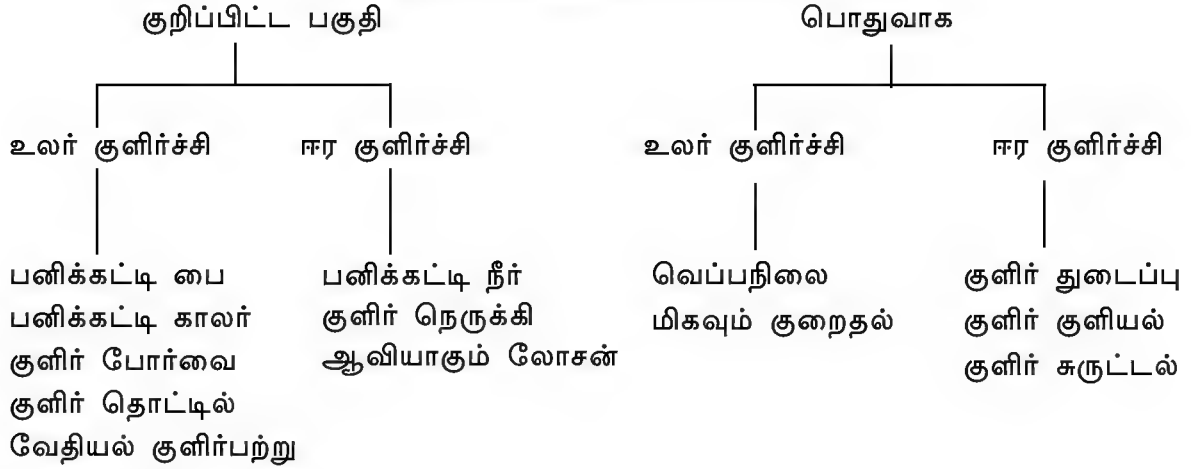 குறிப்பிட்ட பகுதி
பொதுவாக
உலர் குளிர்ச்சி
ஈர குளிர்ச்சி
உலர் குளிர்ச்சி
ஈர குளிர்ச்சி
பனிக்கட்டி பை
பனிக்கட்டி காலர்
குளிர் போர்வை
குளிர் தொட்டில்
வேதியல் குளிர்பற்று
பனிக்கட்டி நீர்
குளிர் நெருக்கி
ஆவியாகும் லோசன்
வெப்பநிலை
மிகவும் குறைதல்
குளிர் துடைப்பு
குளிர் குளியல்
குளிர் சுருட்டல்